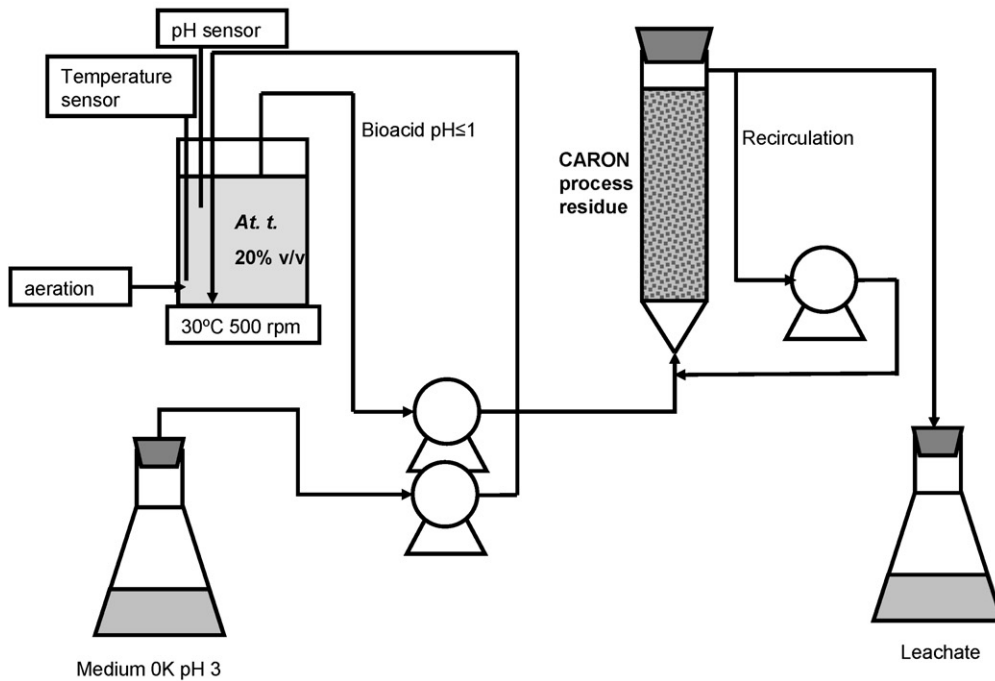 pH sensor
Temperature
sensor
Bioacid pH≤1
At. t.
20% v/v
aeration
30ºC 500 rpm
CARON
process
residue
Recirculation
Medium 0K pH 3
Leachate